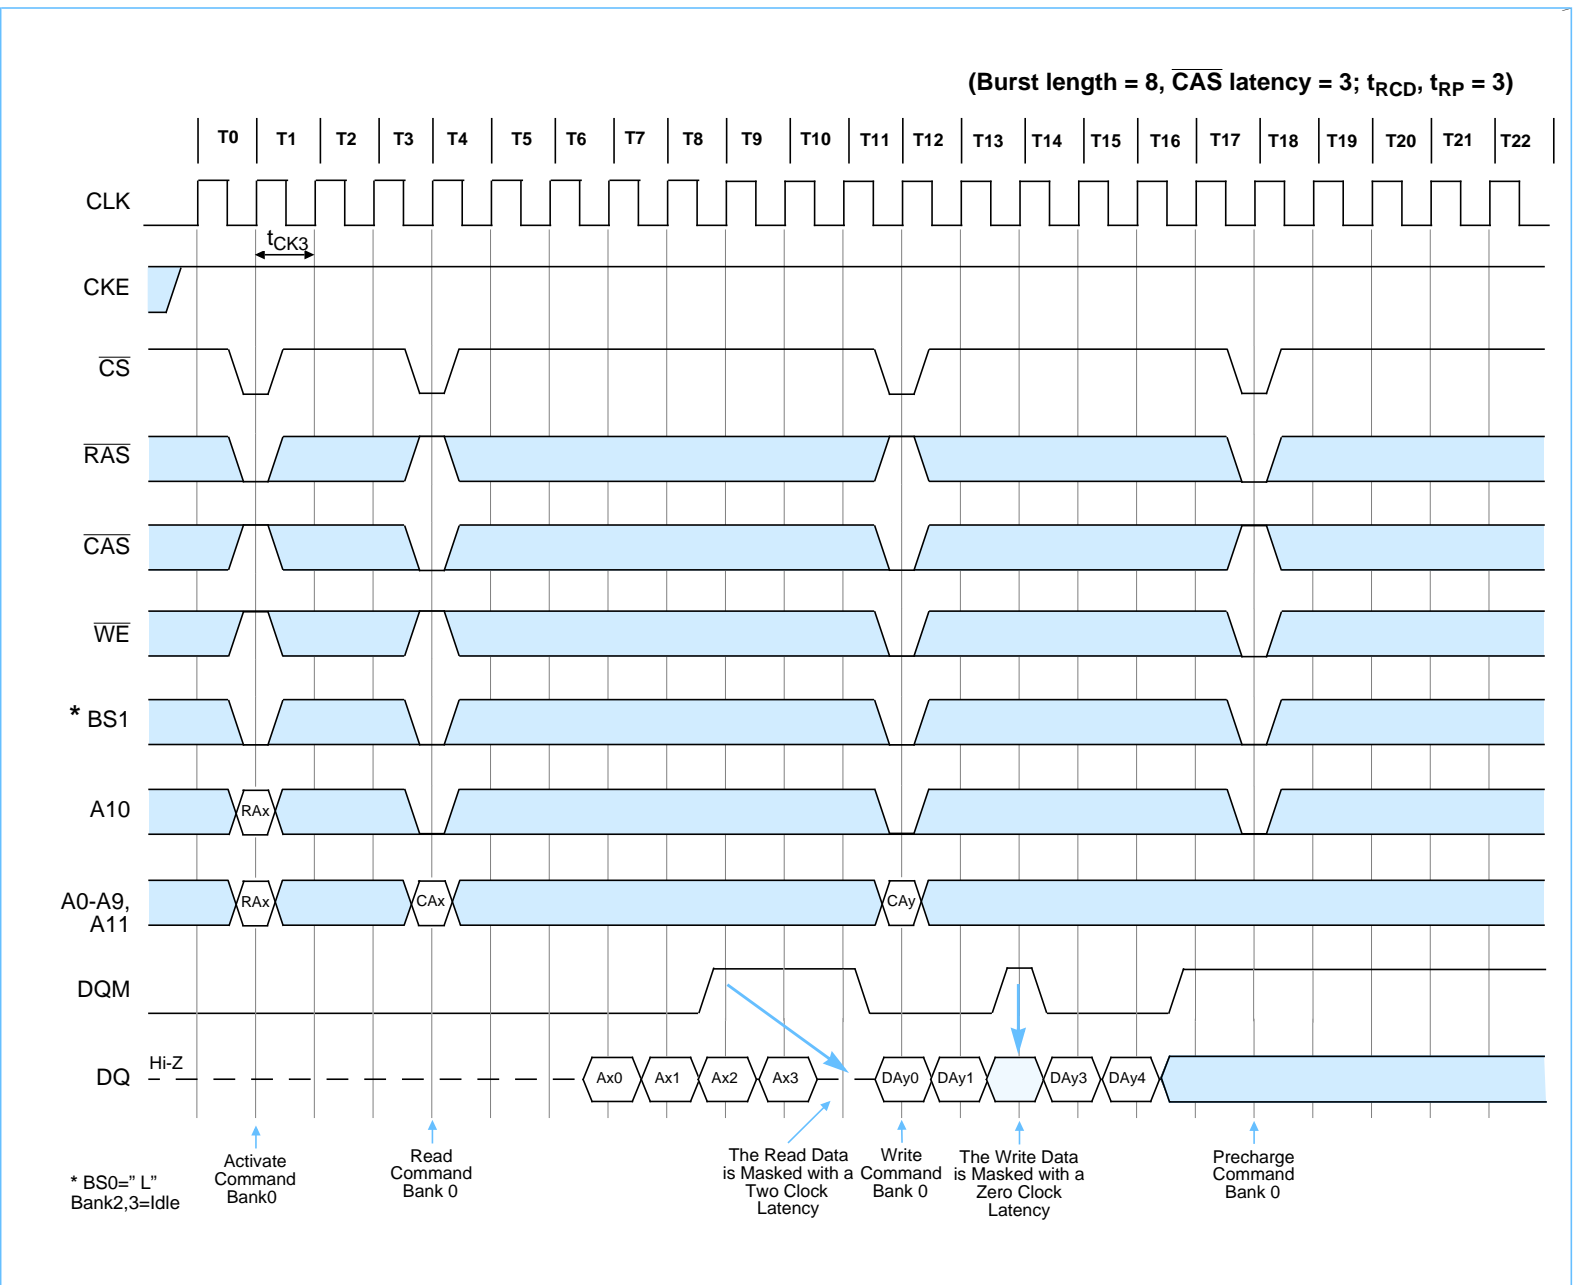 (Burst length = 8, CAS latency = 3; tRCD, tRP = 3)
T0 T1 T2 T3 T4 T5 T6 T7 T8 T9 T10 T11 T12 T13 T14 T15 T16 T17 T18 T19 T20 T21 T22
CLK
tCK3
CKE
CS
RAS
CAS
WE
* BS1
A10
RAx
A0-A9,
A11
RAx CAx CAy
DQM
DQ
Hi-Z
Ax0 Ax1 Ax2 Ax3 DAy0 DAy1 DAy3 DAy4
Activate
Command
Bank0
Read
Command
Bank 0
The Read Data
is Masked with a
Two Clock
Latency
Write
Command
Bank 0
The Write Data
is Masked with a
Zero Clock
Latency
Precharge
Command
Bank 0
* BS0=” L”
Bank2,3=Idle